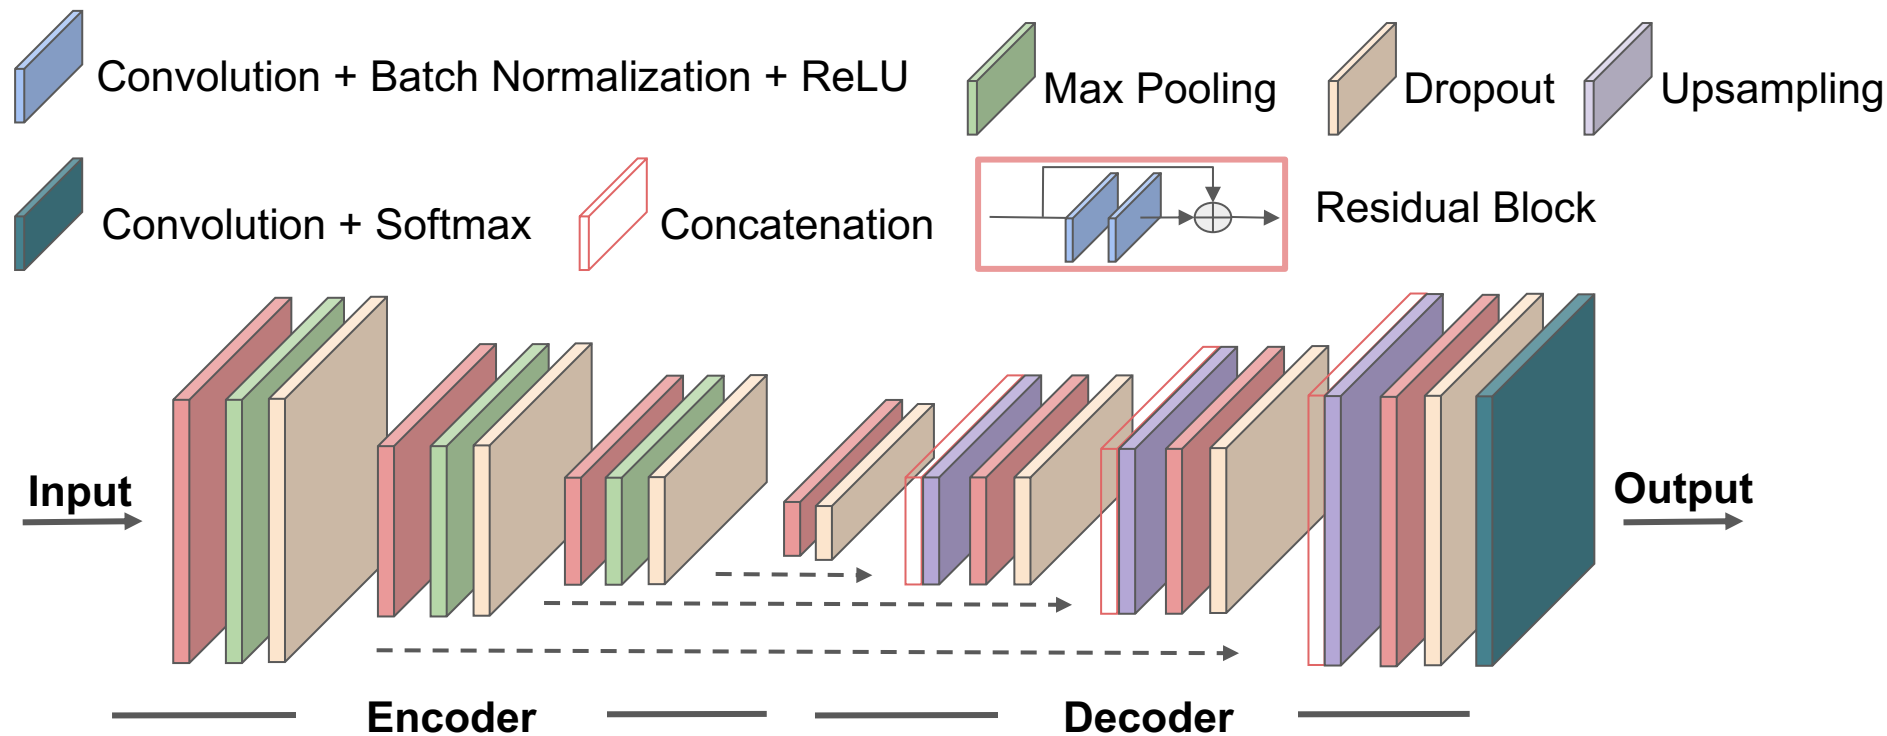 Convolution + Batch Normalization + ReLU
Max Pooling
Dropout
Upsampling
Convolution + Softmax
Concatenation
Residual Block
Input
Output
Encoder
Decoder